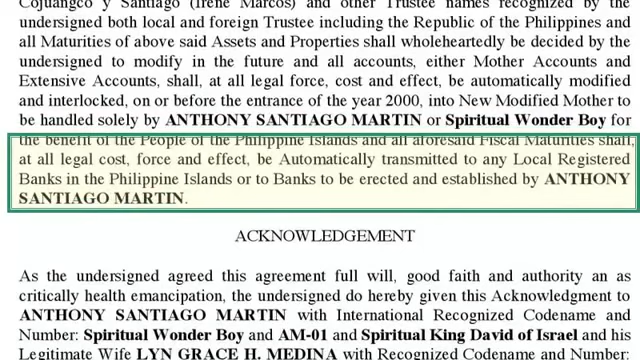 Cojuangco y Santiago (Irene Marcos) and other Trustee names recognized by the
undersigned both local and foreign Trustee including the Republic of the Philippines and
all Maturities of above said Assets and Properties shall wholeheartedly be decided by the
undersigned to modify in the future and all accounts, either Mother Accounts and
Extensive Accounts, shall, at all legal force, cost and effect, be automatically modified
and interlocked, on or before the entrance of the year 2000, into New Modified Mother to
be handled solely by ANTHONY SANTIAGO MARTIN or Spiritual Wonder Boy for
the benefit of the People of the Philippine Islands and all aforesaid Fiscal Maturities shall,
at all legal cost, force and effect, be Automatically transmitted to any Local Registered
Banks in the Philippine Islands or to Banks to be erected and established by ANTHONY
SANTIAGO MARTIN.
ACKNOWLEDGEMENT
As the undersigned agreed this agreement full will, good faith and authority an as
critically health emancipation, the undersigned do hereby given this Acknowledgment to
ANTHONY SANTIAGO MARTIN with International Recognized Codename and
Number: Spiritual Wonder Boy and AM-01 and Spiritual King David of Israel and his
Legitimate Wife LYN GRACE H. MEDINA with Recognized Codename and Number: